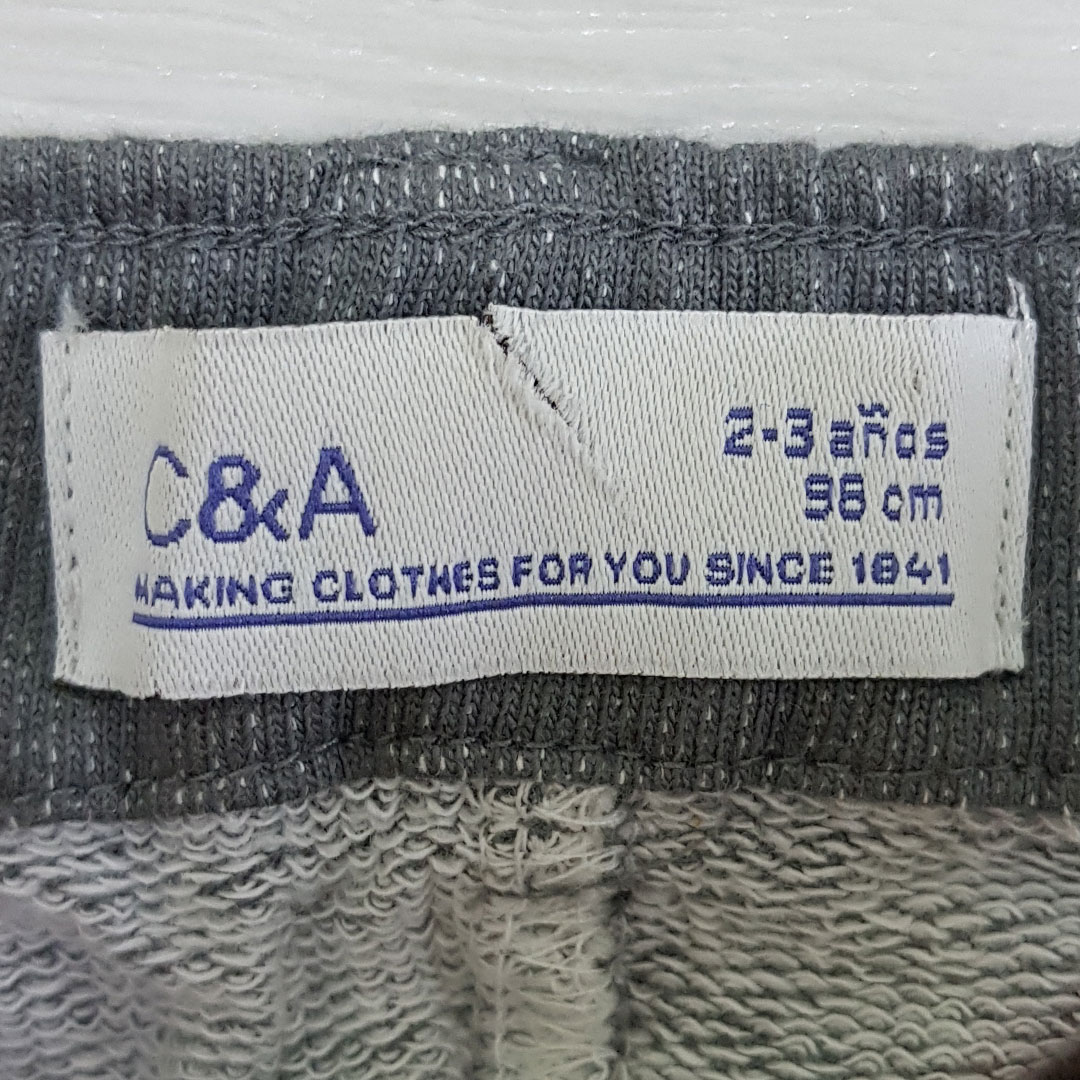 C&A
2-3 años
98 cm
MAKING CLOTHES FOR YOU SINCE 1841